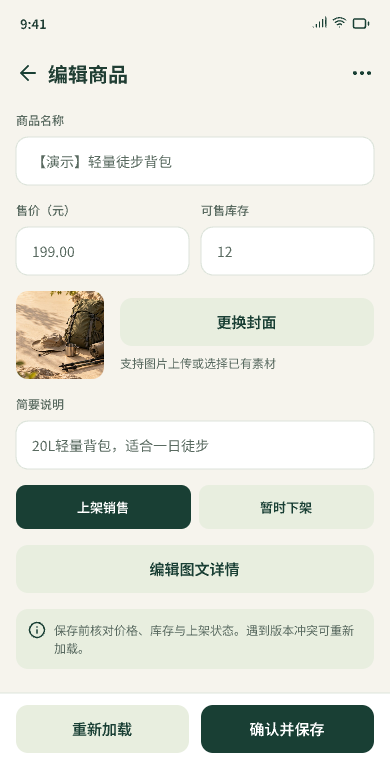 9:41
编辑商品
商品名称
【演示】轻量徒步背包
售价（元）
可售库存
199.00
12
更换封面
支持图片上传或选择已有素材
简要说明
20L轻量背包，适合一日徒步
上架销售
暂时下架
编辑图文详情
保存前核对价格、库存与上架状态。遇到版本冲突可重新
加载。
重新加载
确认并保存